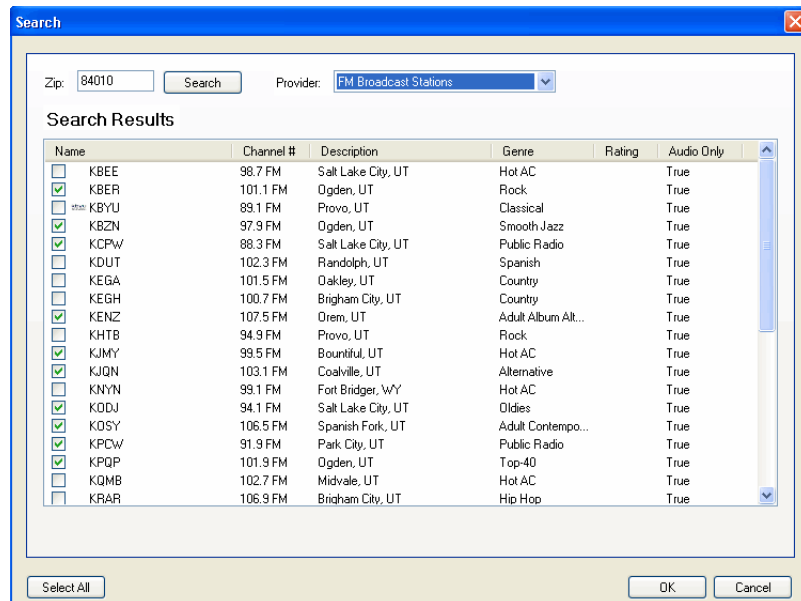 Search
Zip: 84010 Search Provider: FM Broadcast Stations
Search Results
Name Channel # Description Genre Rating Audio Only
KBEE 98.7 FM Salt Lake City, UT Hot AC True
KBER 101.1 FM Ogden, UT Rock True
KBYU 89.1 FM Provo, UT Classical True
KBZN 97.9 FM Ogden, UT Smooth Jazz True
KCPW 88.3 FM Salt Lake City, UT Public Radio True
KDUT 102.3 FM Randolph, UT Spanish True
KEGA 101.5 FM Oakley, UT Country True
KEGH 100.7 FM Brigham City, UT Country True
KENZ 107.5 FM Orem, UT Adult Album Alt...  True
KHTB 94.9 FM Provo, UT Rock True
KJMY 99.5 FM Bountiful, UT Hot AC True
KJQN 103.1 FM Coalville, UT Alternative True
KNYN 99.1 FM Fort Bridger, WY Hot AC True
KODJ 94.1 FM Salt Lake City, UT Oldies True
KOSY 106.5 FM Spanish Fork, UT Adult Contempo... True
KPCW 91.9 FM Park City, UT Public Radio True
KPQP 101.9 FM Ogden, UT Top-40 True
KQMB 102.7 FM Midvale, UT Hot AC True
KRAR 106.9 FM Brigham City, UT Hip Hop True
Select All OK Cancel